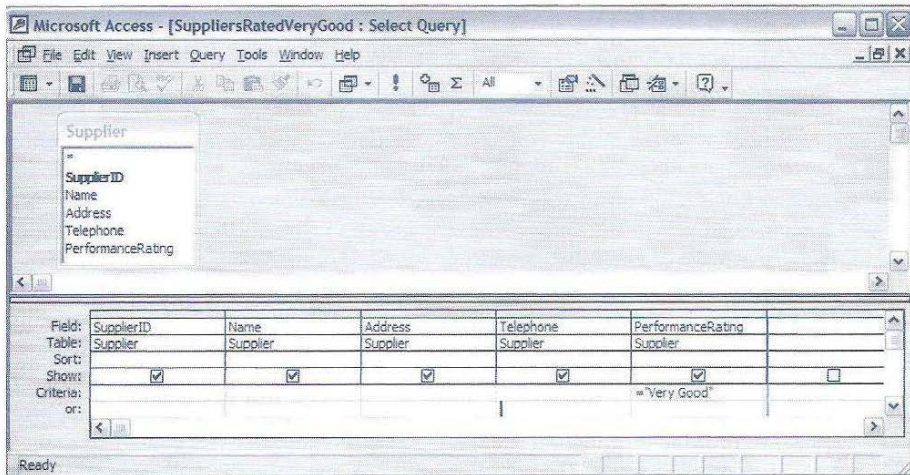 Microsoft Access - [SuppliersRatedVeryGood : Select Query]
File Edit View Insert Query Tools Window Help
All
Supplier
*
SupplierID
Name
Address
Telephone
PerformanceRating
Field: SupplierID Name Address Telephone PerformanceRating
Table: Supplier Supplier Supplier Supplier Supplier
Sort:
Show:
Criteria: ="Very Good"
or:
Ready